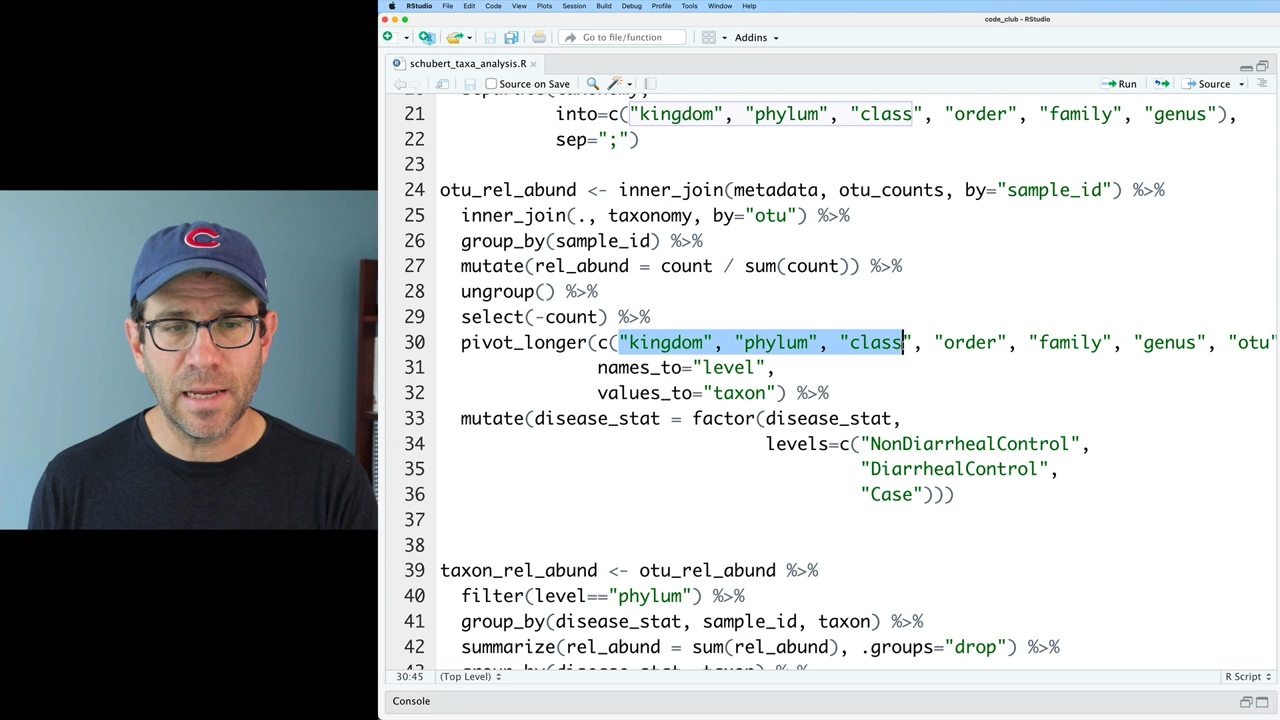 RStudio File Edit Code View Plots Session Build Debug Profile Tools Window Help
code_club - RStudio
Go to file/function Addins
schubert_taxa_analysis.R
Source on Save Run Source
21 into=c("kingdom", "phylum", "class", "order", "family", "genus"),
22 sep=";")
23
24 otu_rel_abund <- inner_join(metadata, otu_counts, by="sample_id") %>%
25 inner_join(., taxonomy, by="otu") %>%
26 group_by(sample_id) %>%
27 mutate(rel_abund = count / sum(count)) %>%
28 ungroup() %>%
29 select(-count) %>%
30 pivot_longer(c("kingdom", "phylum", "class", "order", "family", "genus", "otu"
31 names_to="level",
32 values_to="taxon") %>%
33 mutate(disease_stat = factor(disease_stat,
34 levels=c("NonDiarrhealControl",
35 "DiarrhealControl",
36 "Case")))
37
38
39 taxon_rel_abund <- otu_rel_abund %>%
40 filter(level=="phylum") %>%
41 group_by(disease_stat, sample_id, taxon) %>%
42 summarize(rel_abund = sum(rel_abund), .groups="drop") %>%
30:45 (Top Level) R Script
Console
C